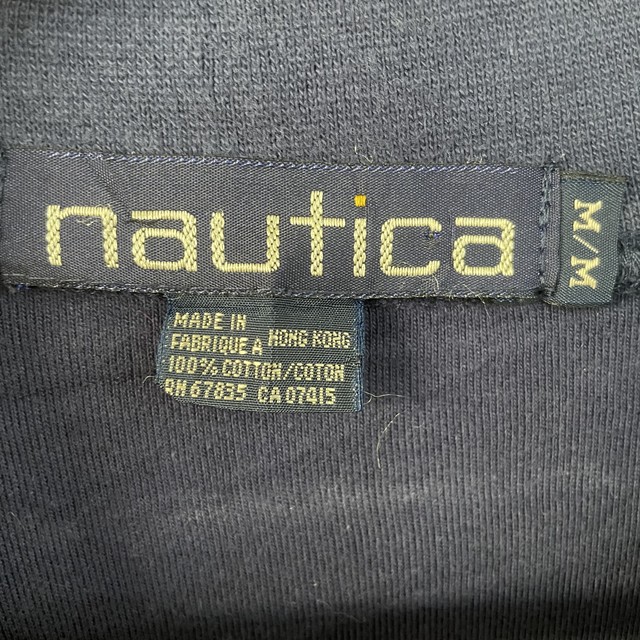 nautica
M/M
MADE IN
FABRIQUE A HONG KONG
100% COTTON/COTON
RN 67835 CA 07415